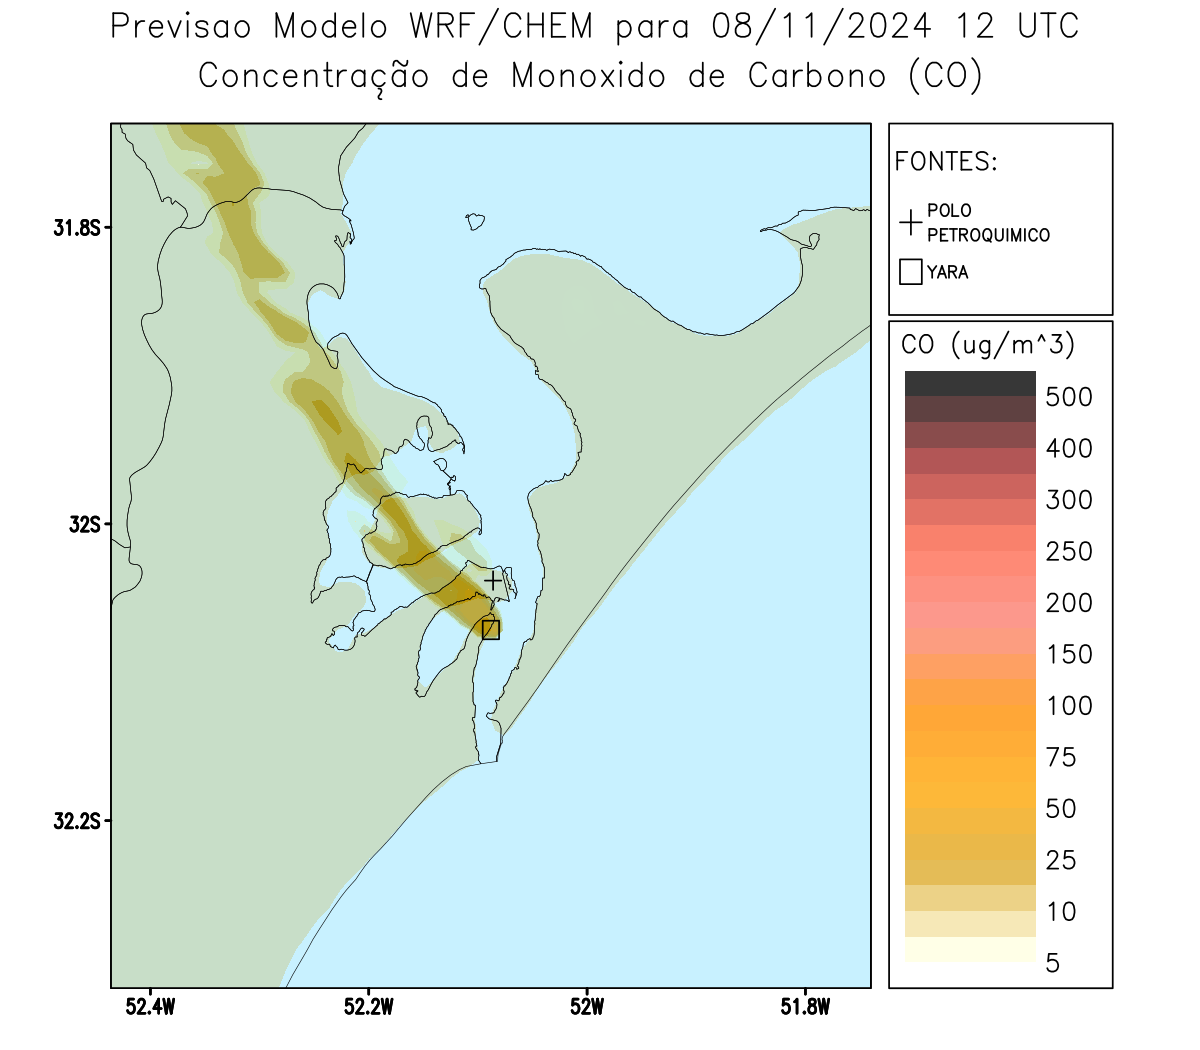 Previsao Modelo WRF/CHEM para 08/11/2024 12 UTC
Concentração de Monoxido de Carbono (CO)
FONTES:
POLO
PETROQUIMICO
YARA
31.8S
32S
32.2S
52.4W
52.2W
52W
51.8W
CO (ug/m^3)
500
400
300
250
200
150
100
75
50
25
10
5